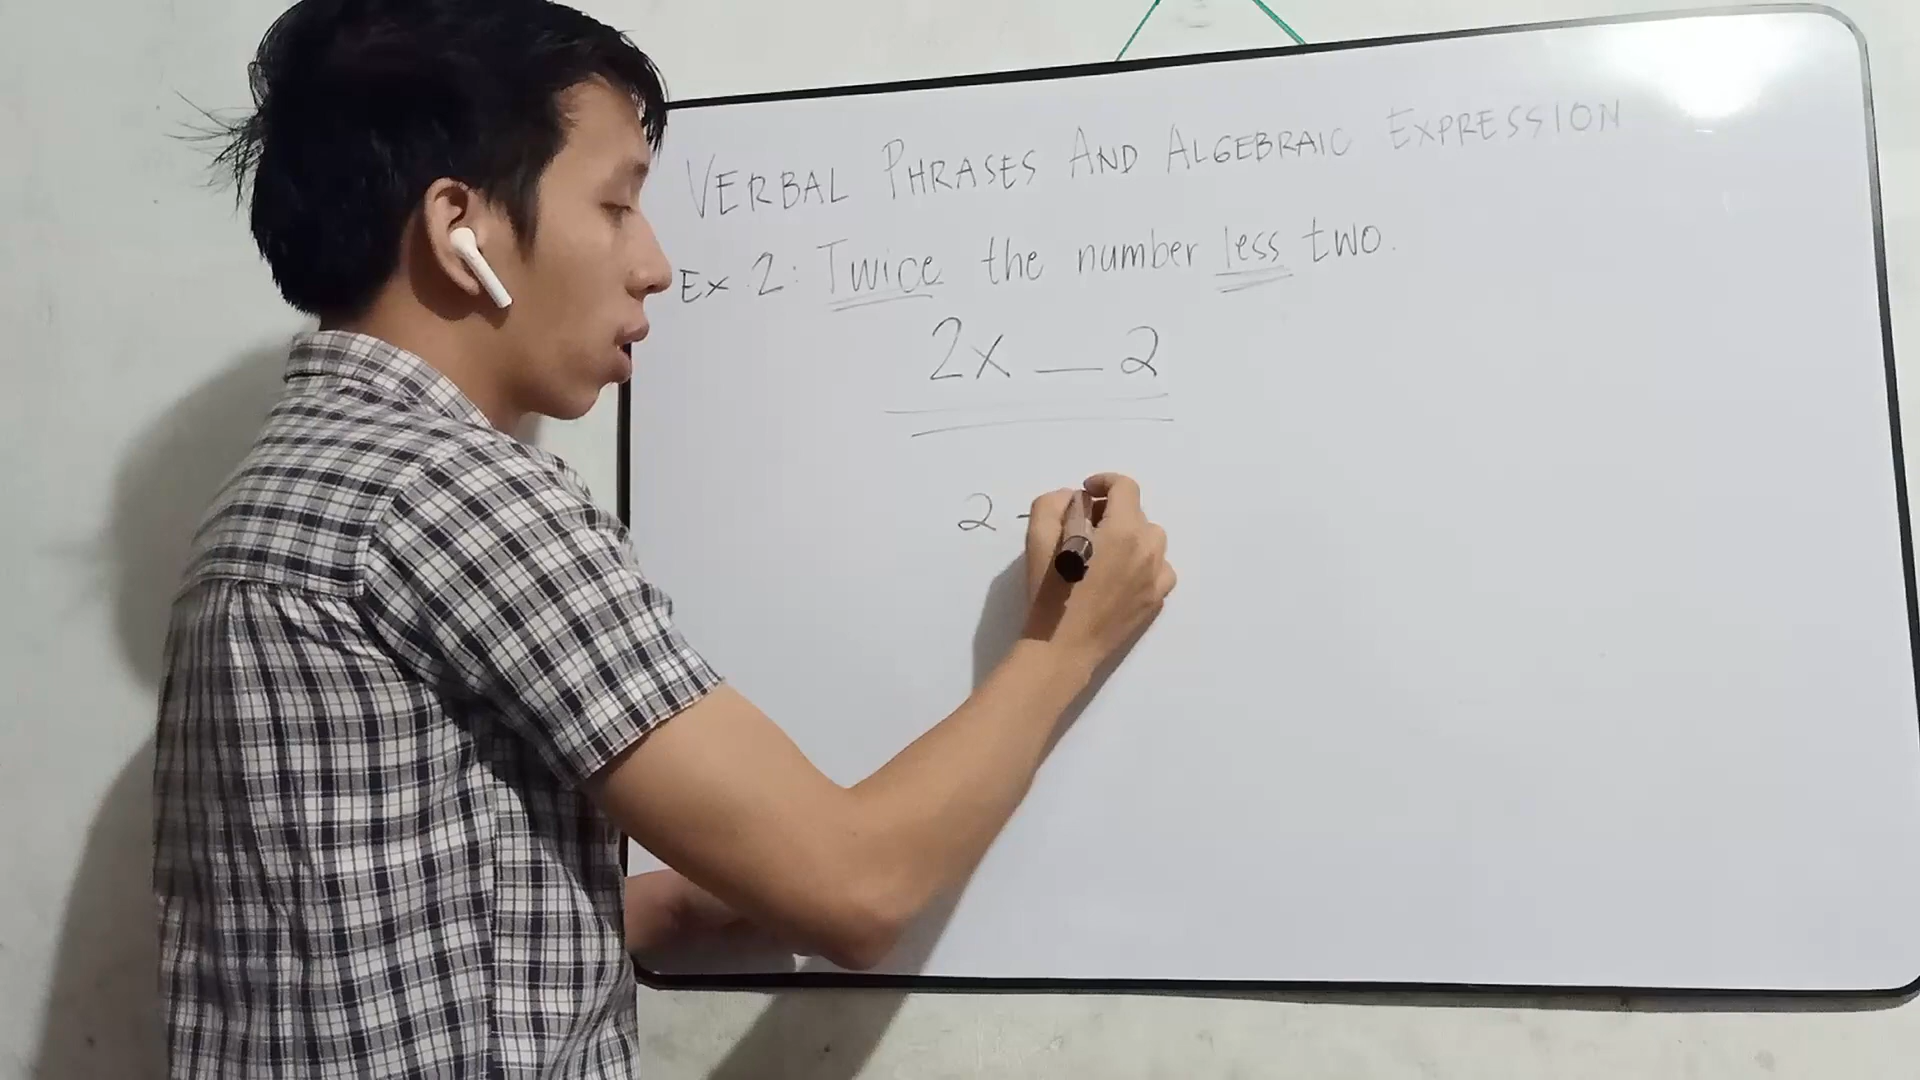 VERBAL PHRASES AND ALGEBRAIC EXPRESSION
Ex 2: Twice the number less two.
2x — 2
2 -